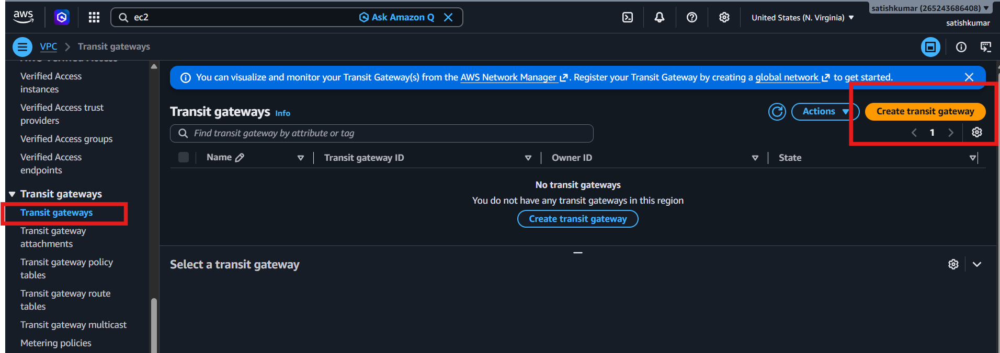 aws
ec2
Ask Amazon Q
United States (N. Virginia)
satishkumar (265243686408)
satishkumar
VPC
Transit gateways
AWS Verified Access
Verified Access
instances
Verified Access trust
providers
Verified Access groups
Verified Access
endpoints
Transit gateways
Transit gateways
Transit gateway
attachments
Transit gateway policy
tables
Transit gateway route
tables
Transit gateway multicast
Metering policies
You can visualize and monitor your Transit Gateway(s) from the AWS Network Manager. Register your Transit Gateway by creating a global network to get started.
Transit gateways Info
Actions
Create transit gateway
Find transit gateway by attribute or tag
1
Name
Transit gateway ID
Owner ID
State
No transit gateways
You do not have any transit gateways in this region
Create transit gateway
Select a transit gateway